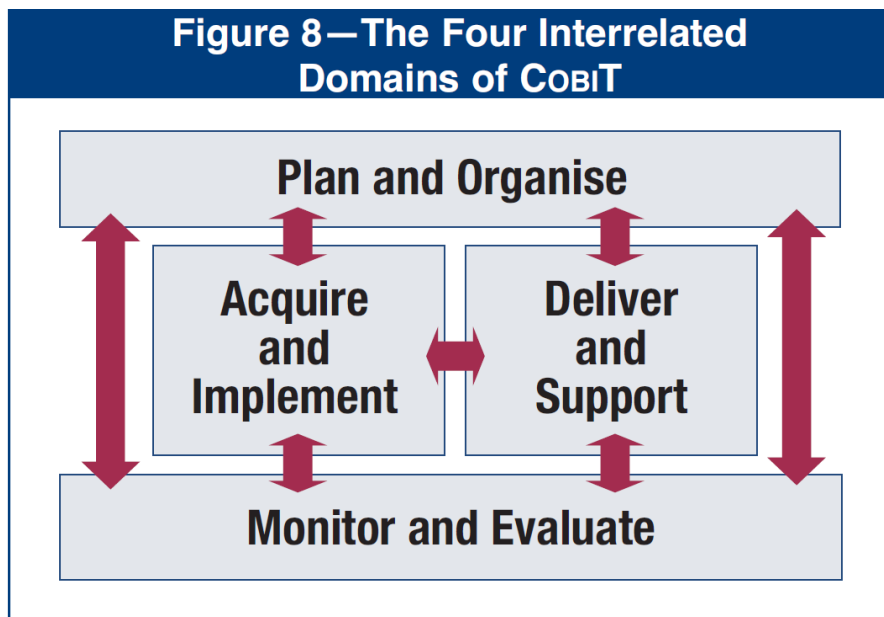 Figure 8—The Four Interrelated
Domains of COBIT
Plan and Organise
Acquire
and
Implement
Deliver
and
Support
Monitor and Evaluate